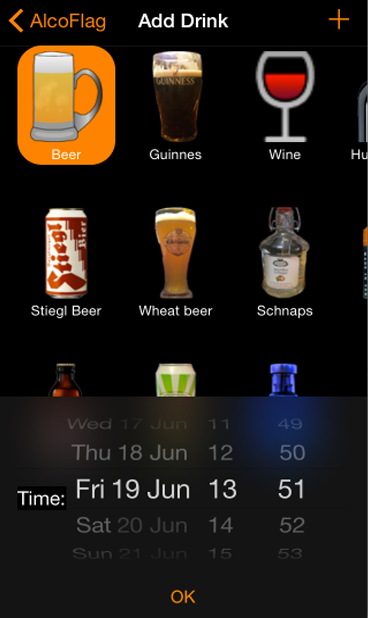 AlcoFlag Add Drink +
Beer Guinnes Wine Hu
GUINNESS
Stiegl Beer Wheat beer Schnaps
Stiegl
Bier
Wed 17 Jun 11 49
Thu 18 Jun 12 50
Time: Fri 19 Jun 13 51
Sat 20 Jun 14 52
Sun 21 Jun 15 53
OK